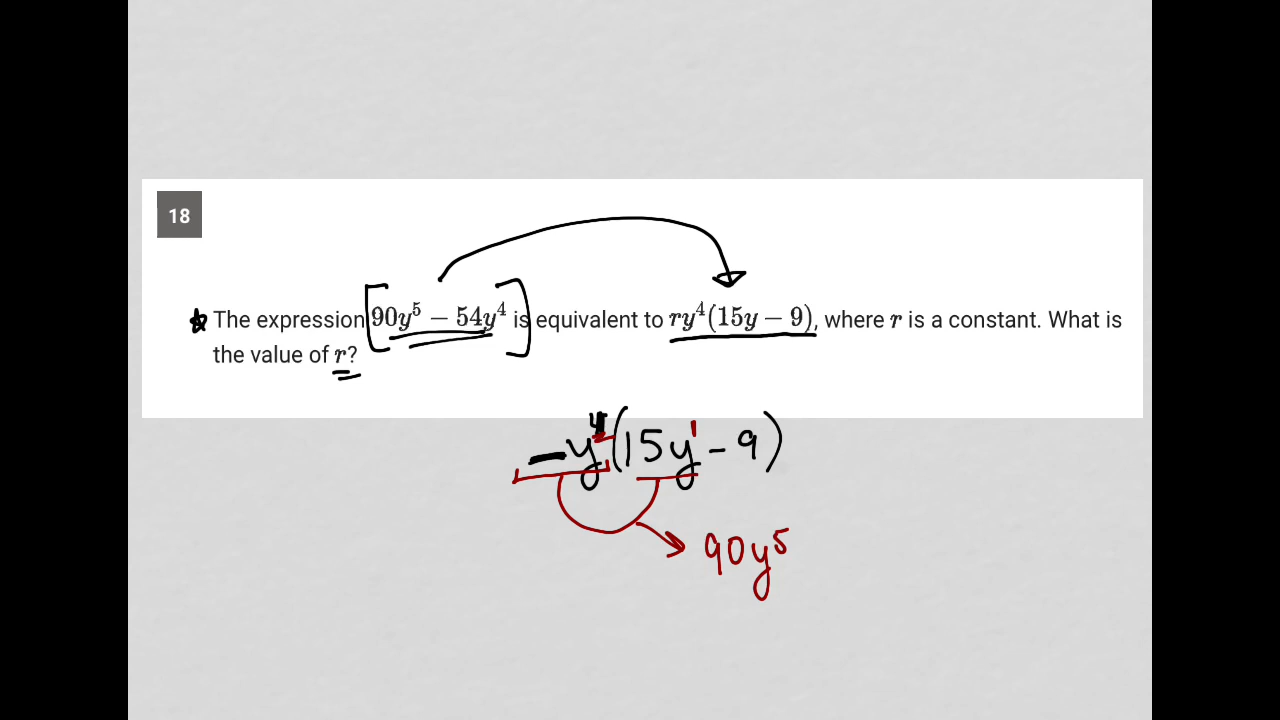 18
The expression 90y⁵ − 54y⁴ is equivalent to ry⁴(15y − 9), where r is a constant. What is
the value of r?
_y⁴(15y¹ − 9)
90y⁵